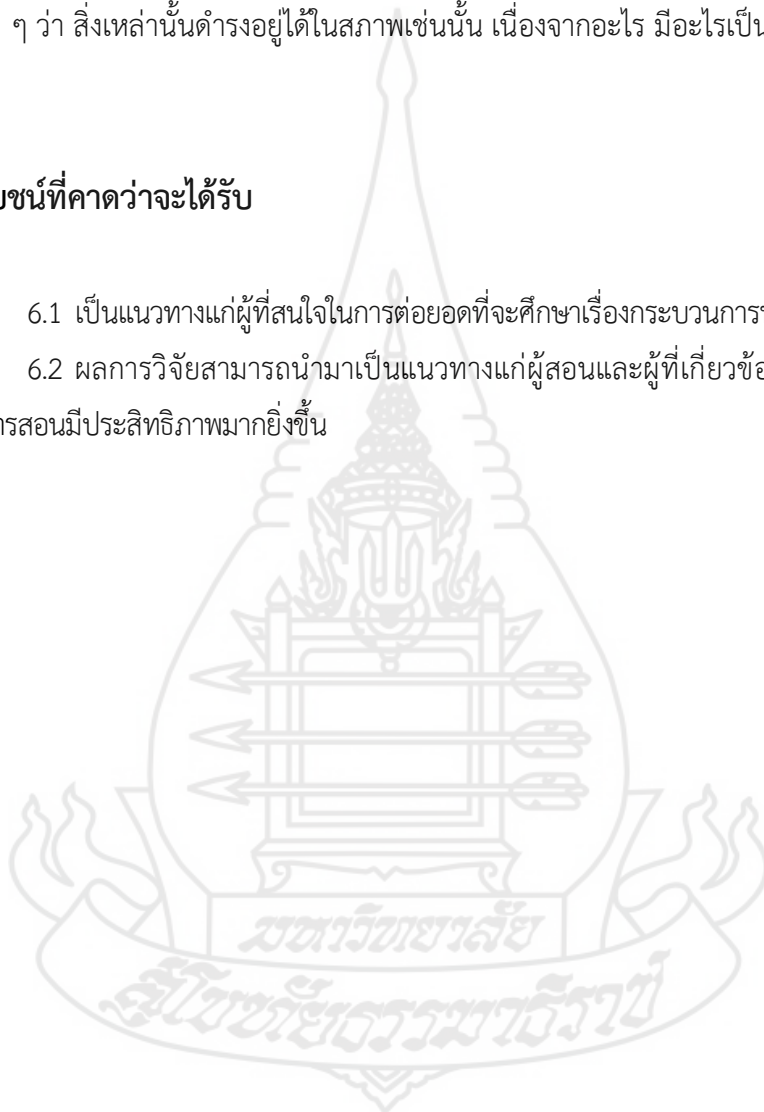 ๆ ว่า สิ่งเหล่านั้นดำรงอยู่ได้ในสภาพเช่นนั้น เนื่องจากอะไร มีอะไรเป็น
ยชน์ที่คาดว่าจะได้รับ
6.1 เป็นแนวทางแก่ผู้ที่สนใจในการต่อยอดที่จะศึกษาเรื่องกระบวนการ
6.2 ผลการวิจัยสามารถนำมาเป็นแนวทางแก่ผู้สอนและผู้ที่เกี่ยวข้อ
ารสอนมีประสิทธิภาพมากยิ่งขึ้น
มหาวิทยาลัย
สุโขทัยธรรมาธิราช